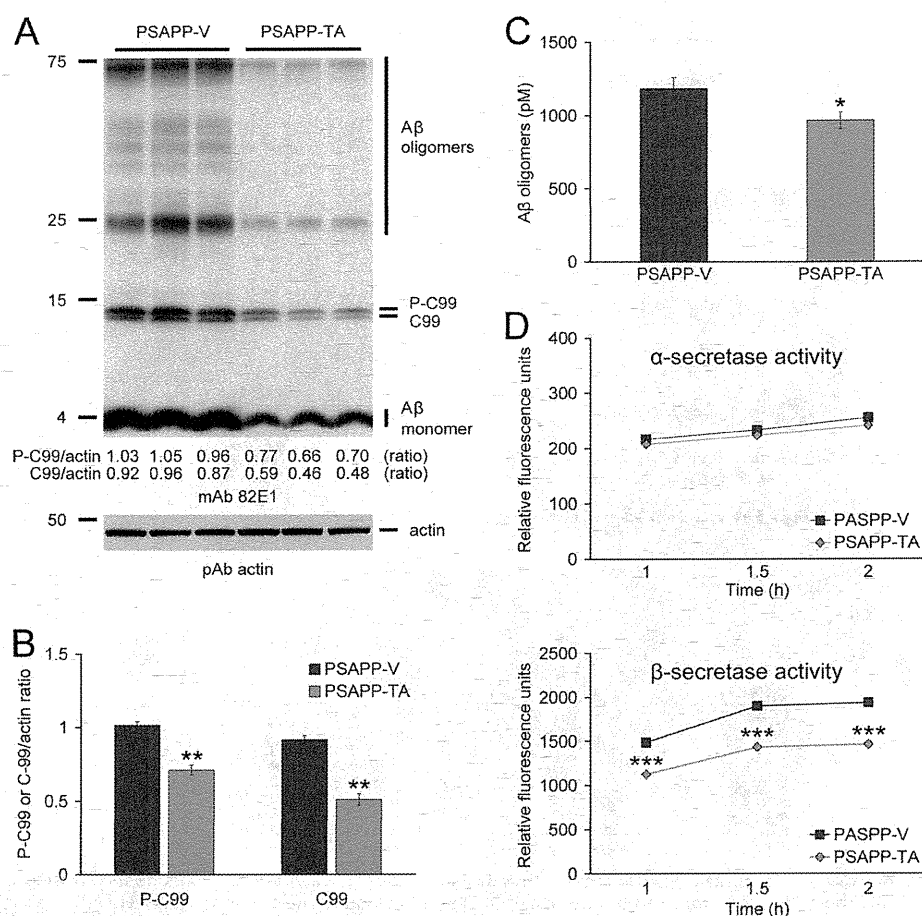 A
PSAPP-V PSAPP-TA
75
Aβ
oligomers
25
15
P-C99
C99
4
Aβ
monomer
P-C99/actin 1.03 1.05 0.96 0.77 0.66 0.70 (ratio)
C99/actin 0.92 0.96 0.87 0.59 0.46 0.48 (ratio)
mAb 82E1
50
actin
pAb actin
B
P-C99 or C-99/actin ratio
1.5
1
0.5
0
PSAPP-V
PSAPP-TA
**
**
P-C99 C99
C
Aβ oligomers (pM)
1500
1000
500
0
*
PSAPP-V PSAPP-TA
D
α-secretase activity
Relative fluorescence units
400
300
200
100
0
PASPP-V
PSAPP-TA
1 1.5 2
Time (h)
β-secretase activity
Relative fluorescence units
2500
2000
1500
1000
500
0
*** *** ***
PASPP-V
PSAPP-TA
1 1.5 2
Time (h)